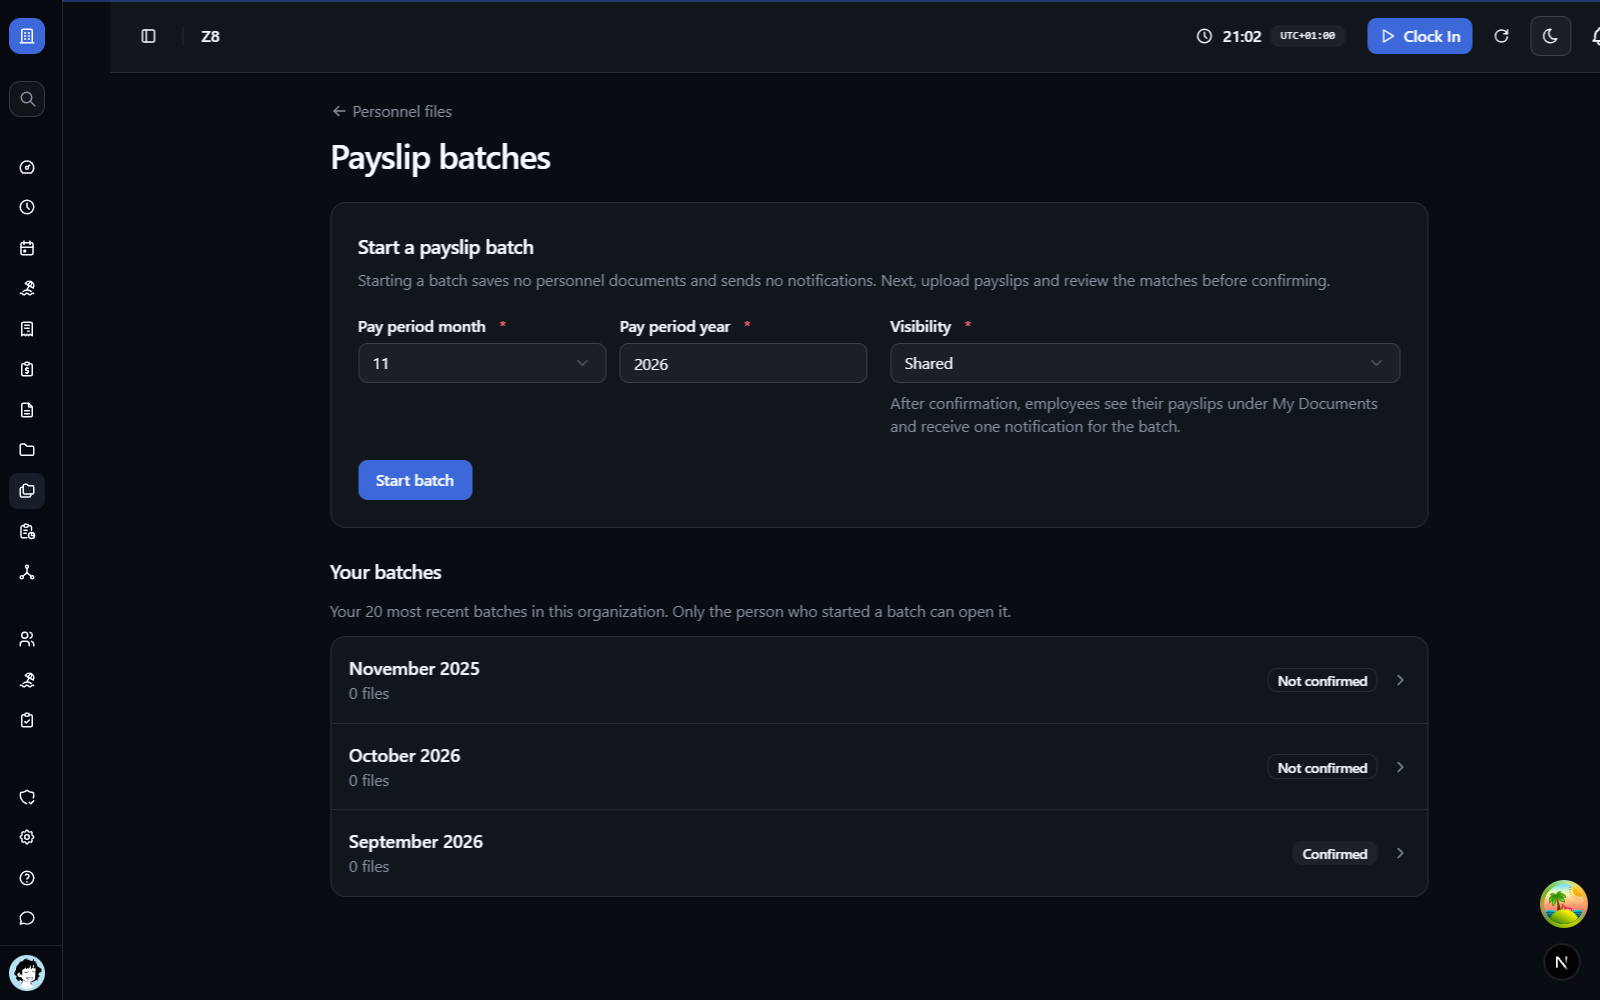 Z8
21:02
UTC+01:00
Clock In
Personnel files
Payslip batches
Start a payslip batch
Starting a batch saves no personnel documents and sends no notifications. Next, upload payslips and review the matches before confirming.
Pay period month *
Pay period year *
Visibility *
11
2026
Shared
After confirmation, employees see their payslips under My Documents
and receive one notification for the batch.
Start batch
Your batches
Your 20 most recent batches in this organization. Only the person who started a batch can open it.
November 2025
0 files
Not confirmed
October 2026
0 files
Not confirmed
September 2026
0 files
Confirmed
N